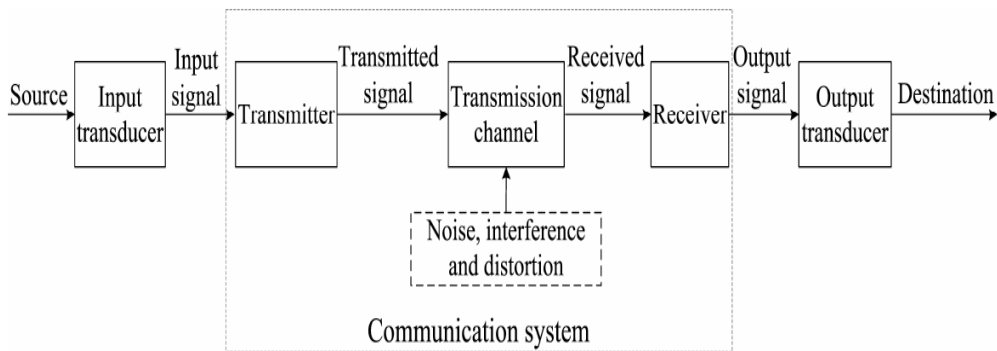 Source
Input
transducer
Input
signal
Transmitter
Transmitted
signal
Transmission
channel
Received
signal
Receiver
Output
signal
Output
transducer
Destination
Noise, interference
and distortion
Communication system